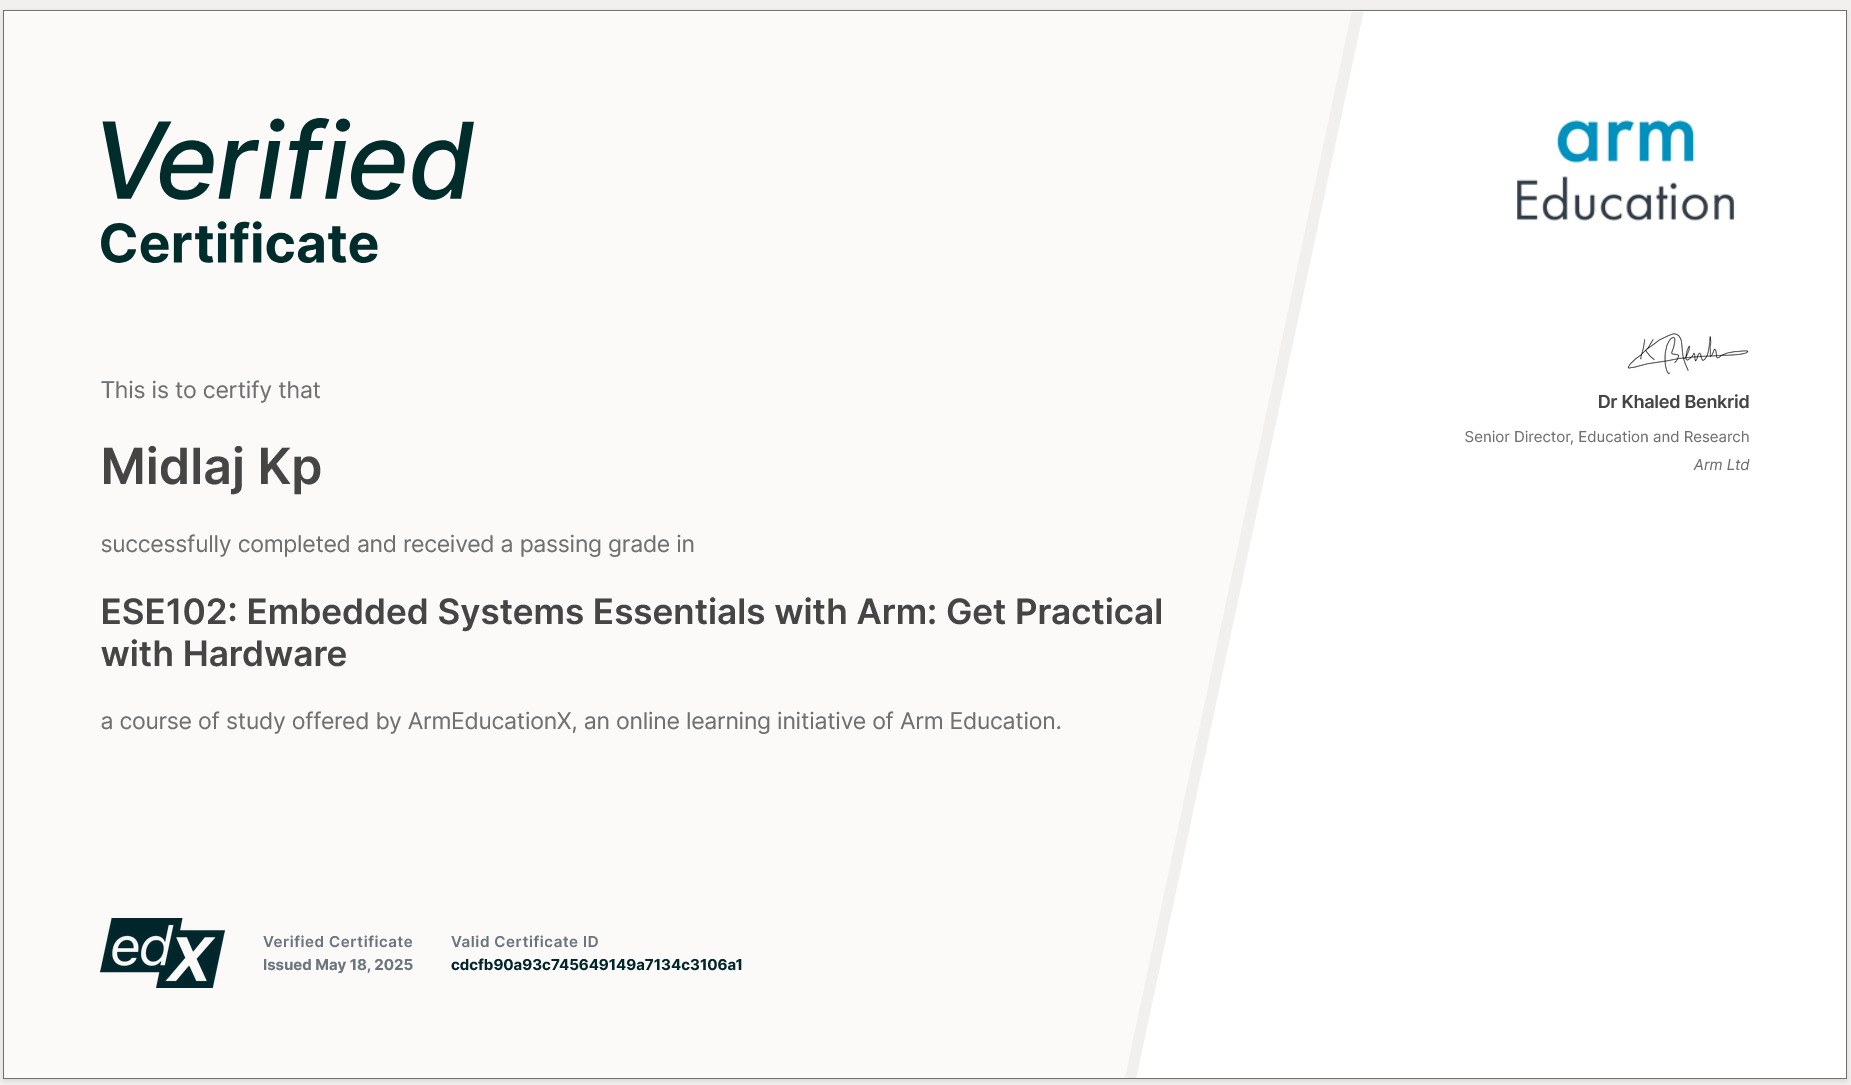 Verified
Certificate
arm
Education
This is to certify that
Midlaj Kp
successfully completed and received a passing grade in
ESE102: Embedded Systems Essentials with Arm: Get Practical
with Hardware
a course of study offered by ArmEducationX, an online learning initiative of Arm Education.
K Benk
Dr Khaled Benkrid
Senior Director, Education and Research
Arm Ltd
edX
Verified Certificate
Issued May 18, 2025
Valid Certificate ID
cdcfb90a93c745649149a7134c3106a1